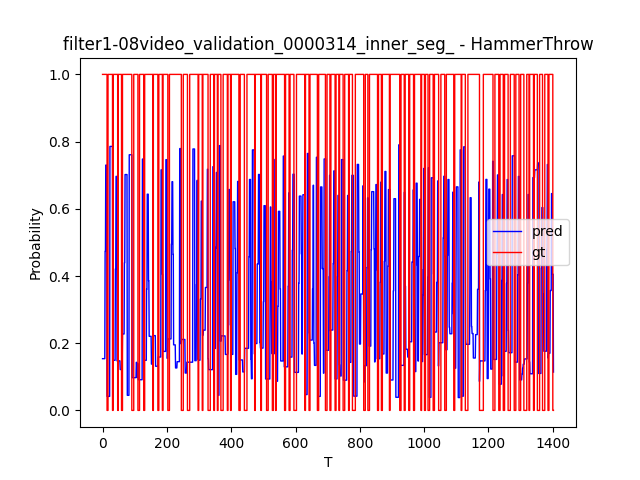 filter1-08video_validation_0000314_inner_seg_ - HammerThrow
Probability
1.0
0.8
0.6
0.4
0.2
0.0
pred
gt
0 200 400 600 800 1000 1200 1400
T